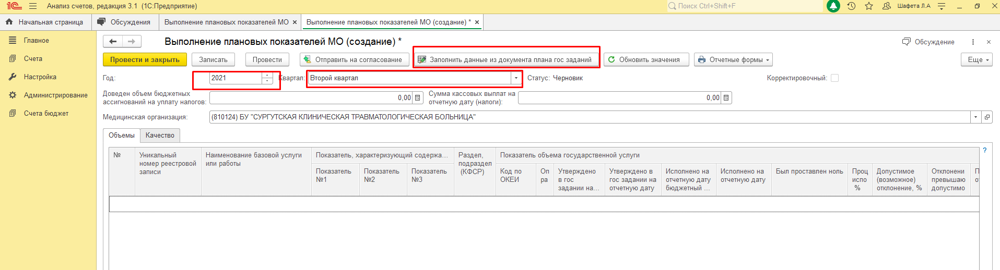 1С Анализ счетов, редакция 3.1 (1С:Предприятие) Поиск Ctrl+Shift+F Шафета Л.А
Начальная страница Обсуждения Выполнение плановых показателей МО × Выполнение плановых показателей МО (создание) * ×
Главное
Счета
Настройка
Администрирование
Счета бюджет
Выполнение плановых показателей МО (создание) * Обсуждение
Провести и закрыть Записать Провести Отправить на согласование Заполнить данные из документа плана гос заданий Обновить значения Отчетные формы Еще
Год: 2021 Квартал: Второй квартал Статус: Черновик Корректировочный:
Доведен объем бюджетных
ассигнований на уплату налогов: 0,00
Сумма кассовых выплат на
отчетную дату (налоги): 0,00
Медицинская организация: (810124) БУ "СУРГУТСКАЯ КЛИНИЧЕСКАЯ ТРАВМАТОЛОГИЧЕСКАЯ БОЛЬНИЦА"
Объемы Качество
№
Уникальный
номер реестровой
записи
Наименование базовой услуги
или работы
Показатель, характеризующий содержа...
Показатель
№1
Показатель
№2
Показатель
№3
Раздел,
подраздел
(КФСР)
Показатель объема государственной услуги
Код по
ОКЕИ
Оп
ра
Утверждено
в гос
задании на...
Утверждено в
гос задании на
отчетную дату
Исполнено на
отчетную дату
бюджетный ...
Исполнено на
отчетную дату
Был проставлен ноль
Проц
испо
%
Допустимое
(возможное)
отклонение, %
Отклонени
превышаю
допустимо
П
от
?